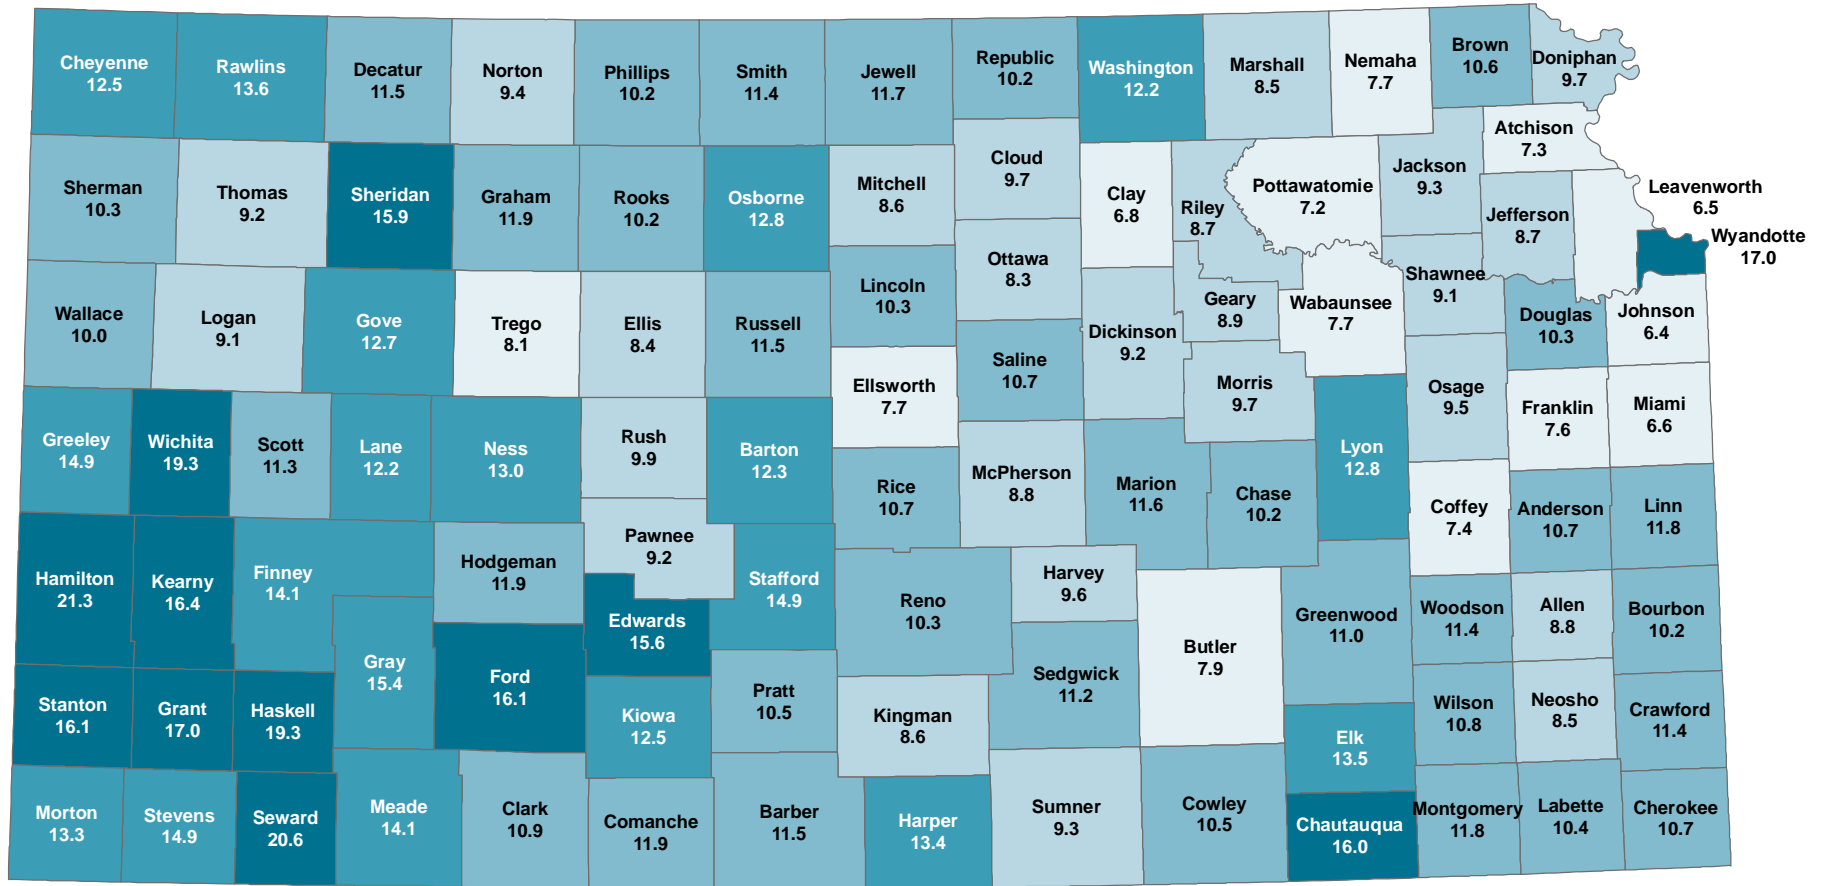 Cheyenne
12.5
Rawlins
13.6
Decatur
11.5
Norton
9.4
Phillips
10.2
Smith
11.4
Jewell
11.7
Republic
10.2
Washington
12.2
Marshall
8.5
Nemaha
7.7
Brown
10.6
Doniphan
9.7
Atchison
7.3
Sherman
10.3
Thomas
9.2
Sheridan
15.9
Graham
11.9
Rooks
10.2
Osborne
12.8
Mitchell
8.6
Cloud
9.7
Clay
6.8
Riley
8.7
Pottawatomie
7.2
Jackson
9.3
Jefferson
8.7
Leavenworth
6.5
Wyandotte
17.0
Wallace
10.0
Logan
9.1
Gove
12.7
Trego
8.1
Ellis
8.4
Russell
11.5
Lincoln
10.3
Ottawa
8.3
Saline
10.7
Dickinson
9.2
Geary
8.9
Wabaunsee
7.7
Shawnee
9.1
Douglas
10.3
Johnson
6.4
Greeley
14.9
Wichita
19.3
Scott
11.3
Lane
12.2
Ness
13.0
Rush
9.9
Barton
12.3
Ellsworth
7.7
Rice
10.7
McPherson
8.8
Marion
11.6
Morris
9.7
Chase
10.2
Lyon
12.8
Osage
9.5
Franklin
7.6
Miami
6.6
Coffey
7.4
Anderson
10.7
Linn
11.8
Hamilton
21.3
Kearny
16.4
Finney
14.1
Hodgeman
11.9
Pawnee
9.2
Stafford
14.9
Edwards
15.6
Reno
10.3
Harvey
9.6
Butler
7.9
Greenwood
11.0
Woodson
11.4
Allen
8.8
Bourbon
10.2
Stanton
16.1
Grant
17.0
Haskell
19.3
Gray
15.4
Ford
16.1
Kiowa
12.5
Pratt
10.5
Kingman
8.6
Sedgwick
11.2
Elk
13.5
Wilson
10.8
Neosho
8.5
Crawford
11.4
Morton
13.3
Stevens
14.9
Seward
20.6
Meade
14.1
Clark
10.9
Comanche
11.9
Barber
11.5
Harper
13.4
Sumner
9.3
Cowley
10.5
Chautauqua
16.0
Montgomery
11.8
Labette
10.4
Cherokee
10.7